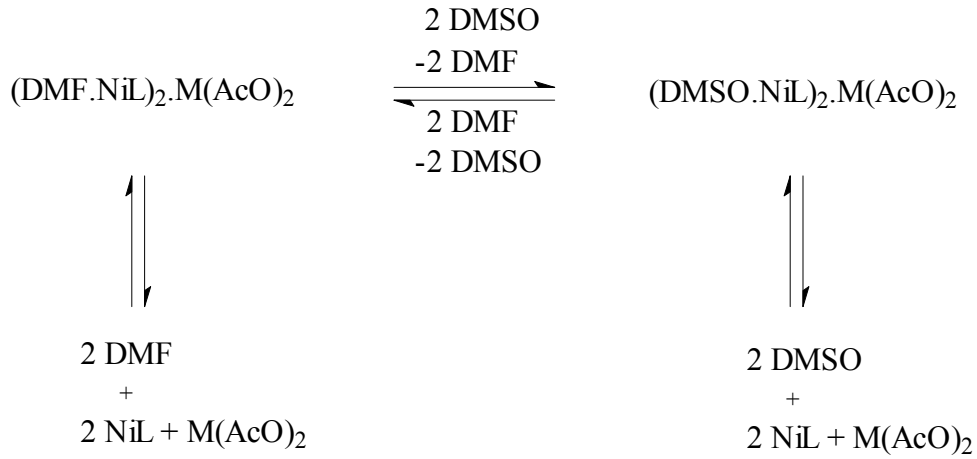 2 DMSO
-2 DMF
(DMF.NiL)₂.M(AcO)₂
(DMSO.NiL)₂.M(AcO)₂
2 DMF
-2 DMSO
2 DMF
+
2 NiL + M(AcO)₂
2 DMSO
+
2 NiL + M(AcO)₂